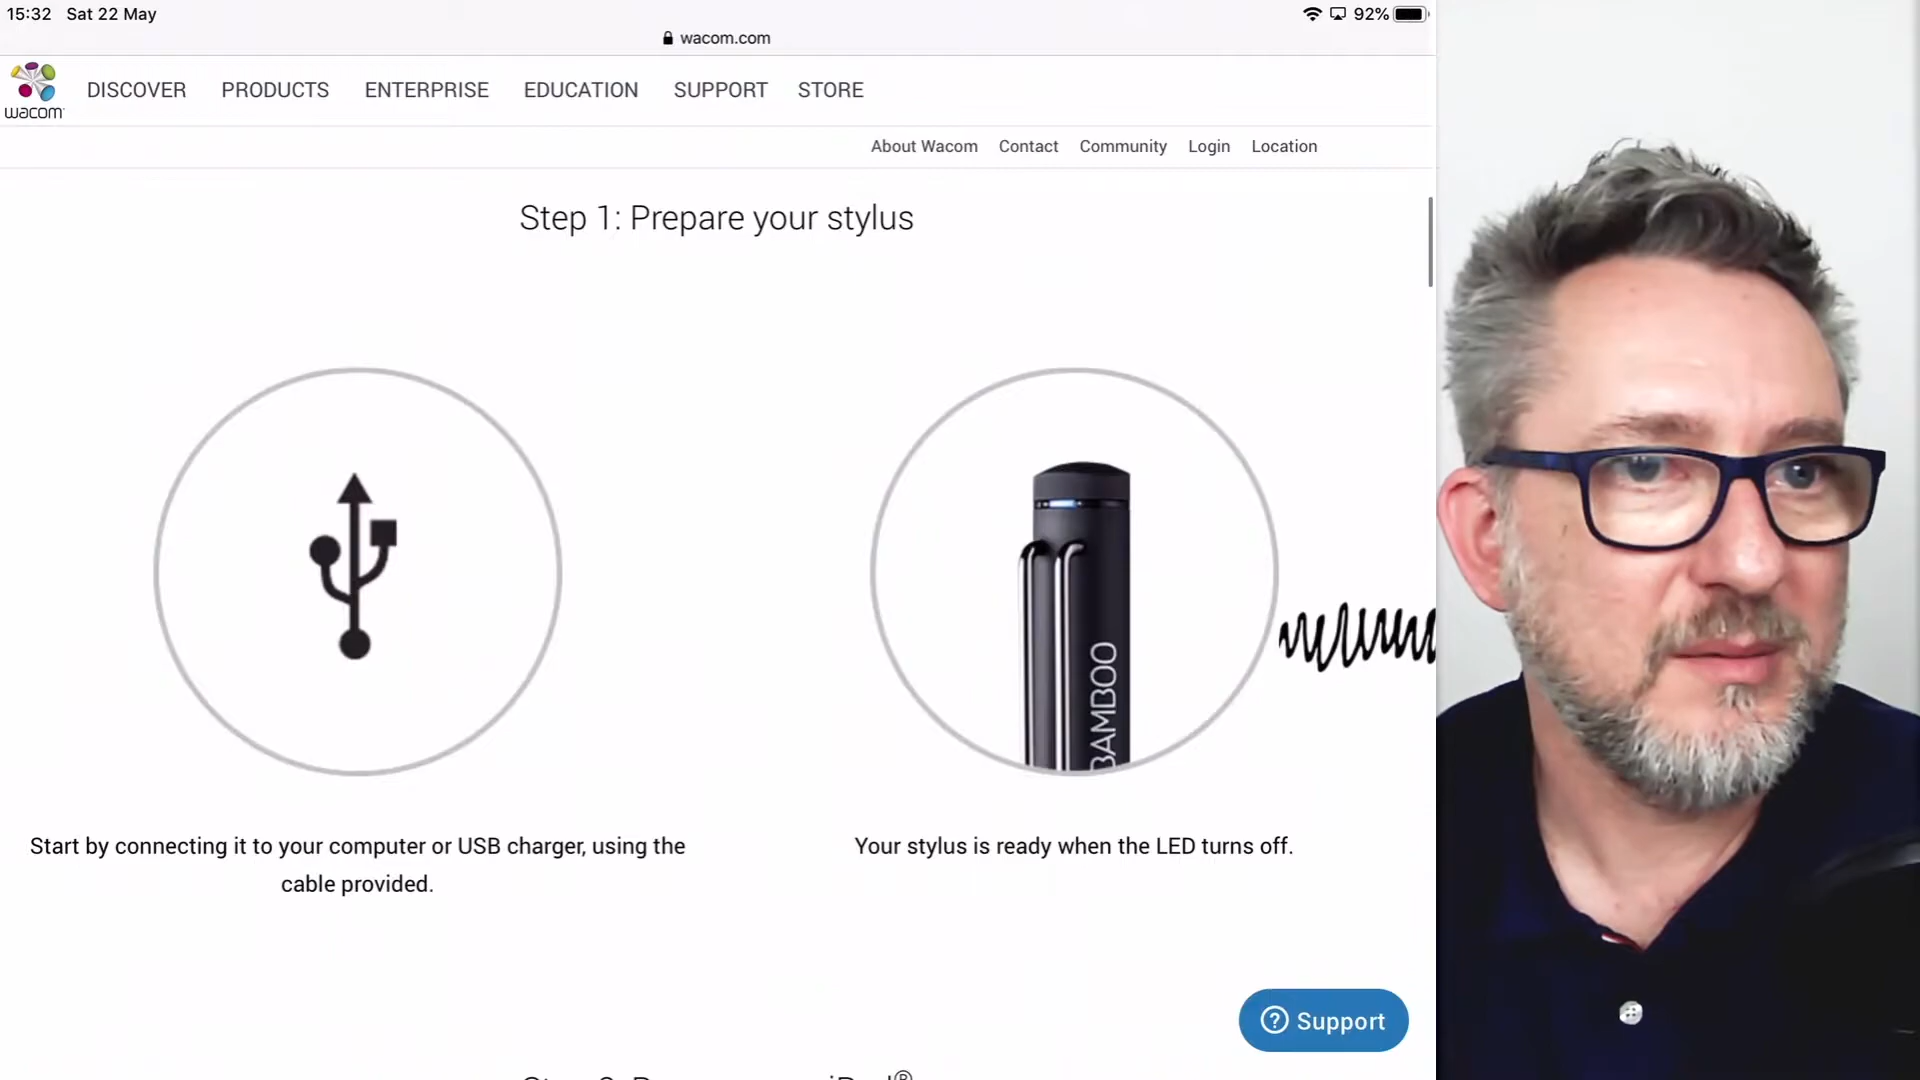 15:32 Sat 22 May 92%
wacom.com
wacom DISCOVER PRODUCTS ENTERPRISE EDUCATION SUPPORT STORE
About Wacom Contact Community Login Location
Step 1: Prepare your stylus
BAMBOO
Start by connecting it to your computer or USB charger, using the
cable provided.
Your stylus is ready when the LED turns off.
Support